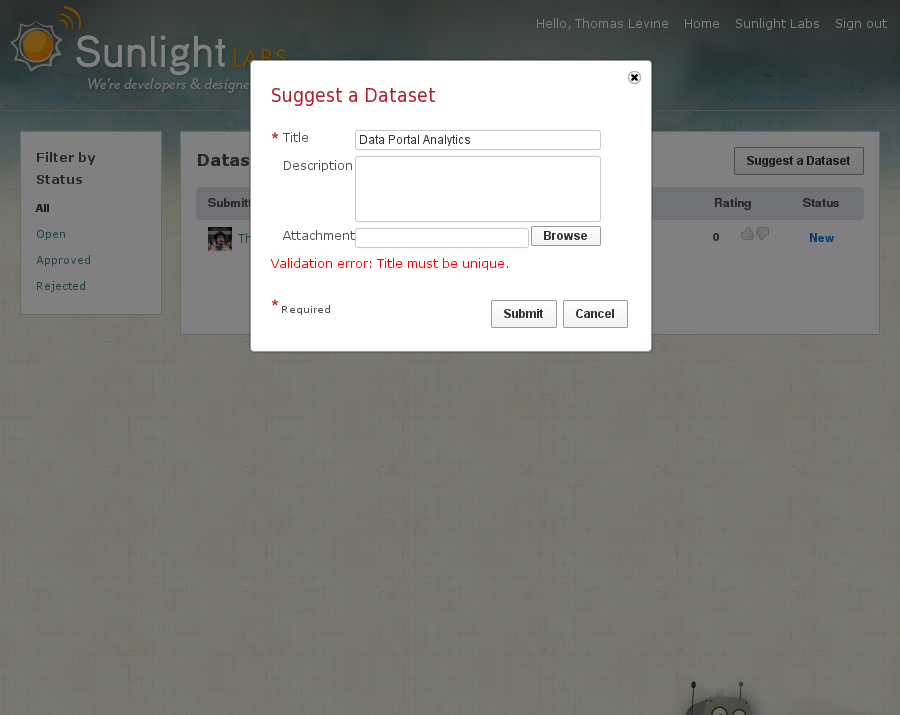 Hello, Thomas Levine Home Sunlight Labs Sign out
Sunlight LABS
We're developers & designe
Suggest a Dataset
* Title Data Portal Analytics
Description
Attachment Browse
Validation error: Title must be unique.
* Required
Submit Cancel
Filter by
Status
All
Open
Approved
Rejected
Datas
Suggest a Dataset
Submitt Rating Status
Th 0 New